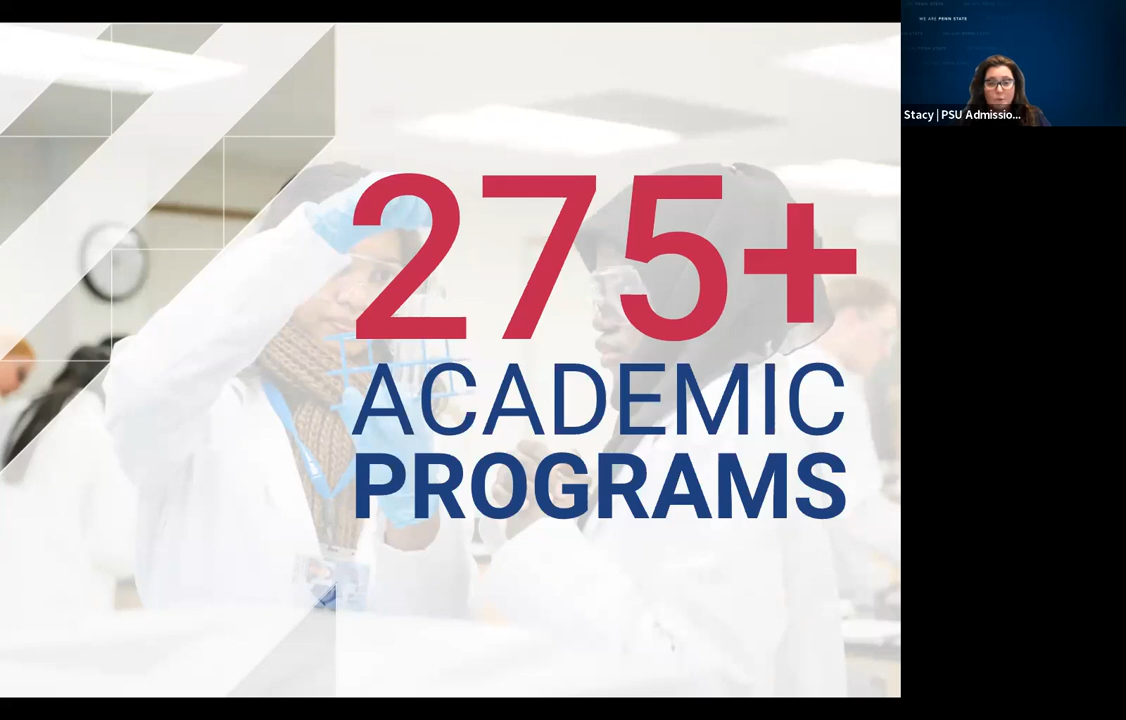 275+
ACADEMIC
PROGRAMS
WE ARE PENN STATE
Stacy | PSU Admissio...